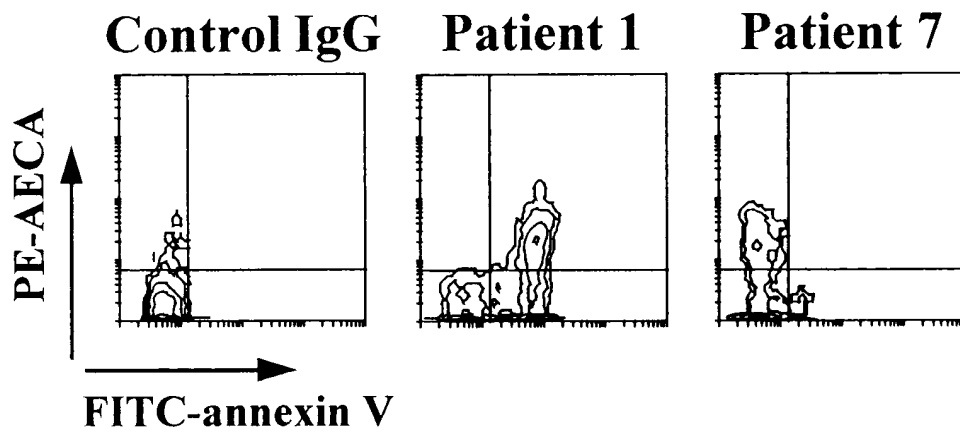 Control IgG Patient 1 Patient 7
PE-AECA
FITC-annexin V